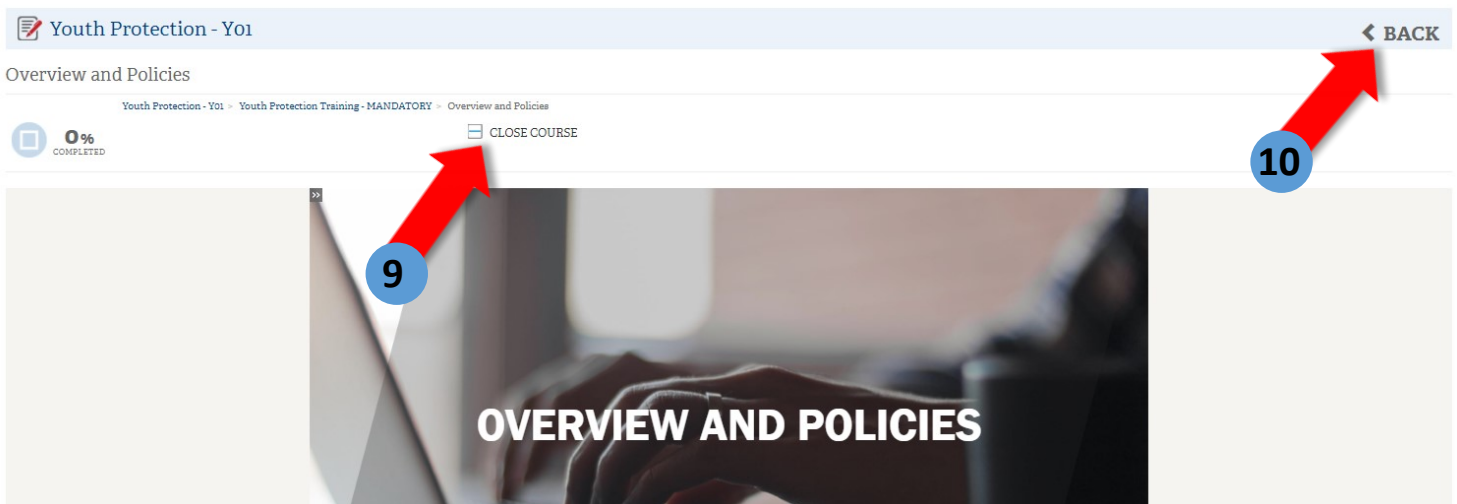 Youth Protection - Y01
BACK
Overview and Policies
Youth Protection - Y01 > Youth Protection Training - MANDATORY > Overview and Policies
0%
COMPLETED
CLOSE COURSE
10
»
9
OVERVIEW AND POLICIES